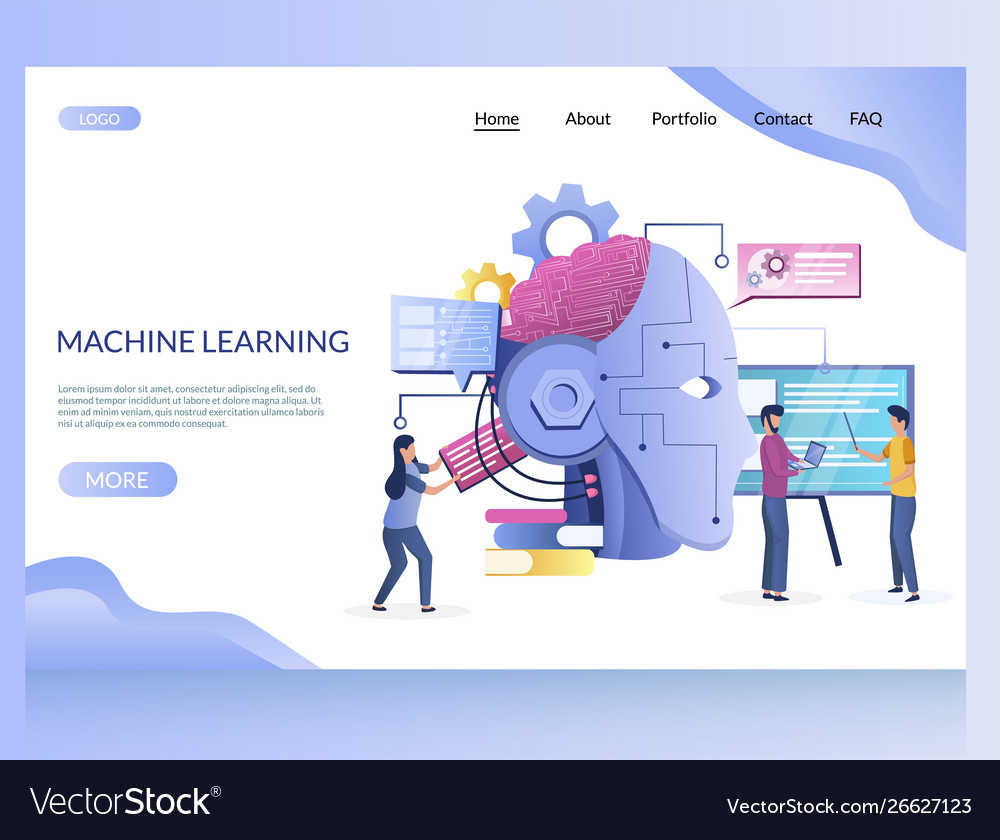 LOGO
Home About Portfolio Contact FAQ
MACHINE LEARNING
Lorem ipsum dolor sit amet, consectetur adipiscing elit, sed do
eiusmod tempor incididunt ut labore et dolore magna aliqua. Ut
enim ad minim veniam, quis nostrud exercitation ullamco laboris
nisi ut aliquip ex ea commodo consequat.
MORE
VectorStock®
VectorStock.com/26627123